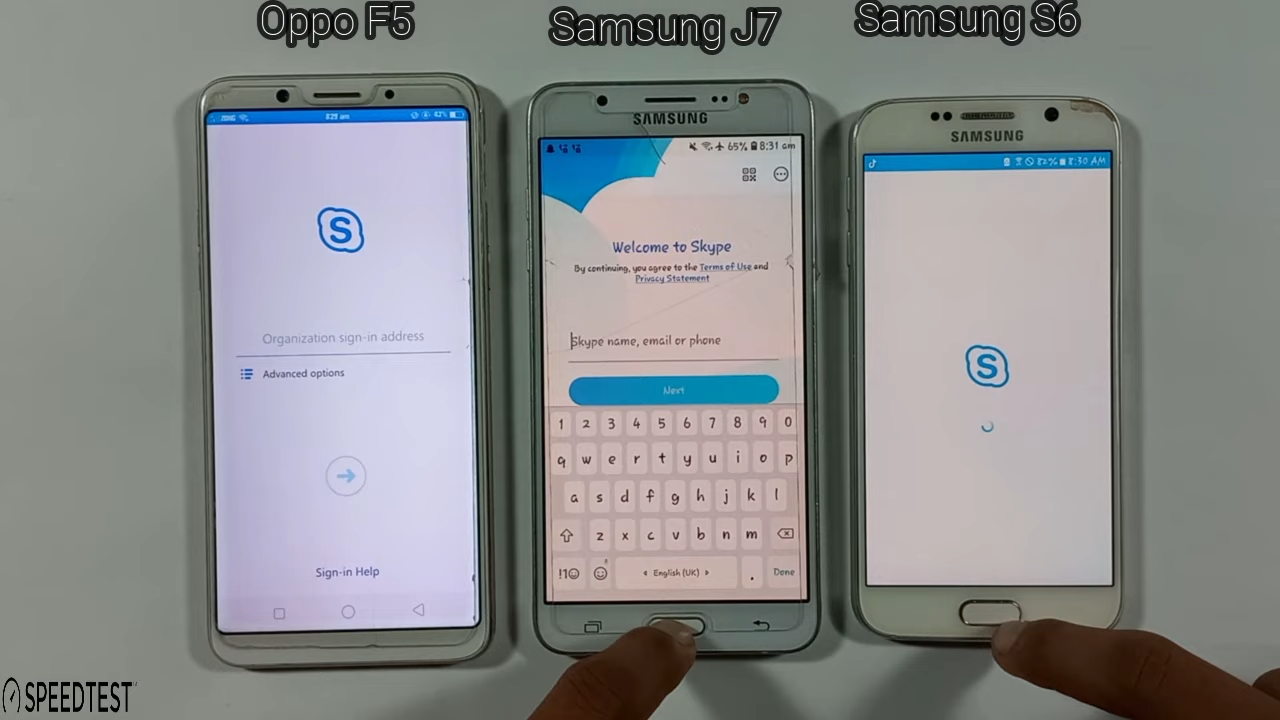 Oppo F5
Samsung J7
Samsung S6
ZONG
8:29 am
42%
S
Organization sign-in address
Advanced options
Sign-in Help
SAMSUNG
65% 8:31 am
Welcome to Skype
By continuing, you agree to the Terms of Use and
Privacy Statement
Skype name, email or phone
Next
1 2 3 4 5 6 7 8 9 0
q w e r t y u i o p
a s d f g h j k l
z x c v b n m
!1☺ English (UK) . Done
SAMSUNG
82% 8:30 AM
S
SPEEDTEST